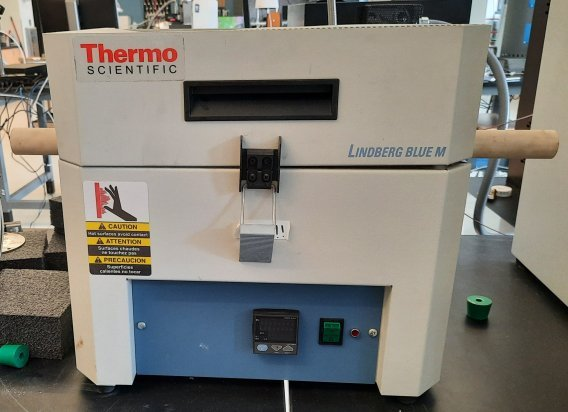 Thermo
SCIENTIFIC
LINDBERG BLUE M
CAUTION
Hot surfaces avoid contact
ATTENTION
Surfaces chaudes
ne touchez pas
PRECAUCION
Superficies
calientes no tocar